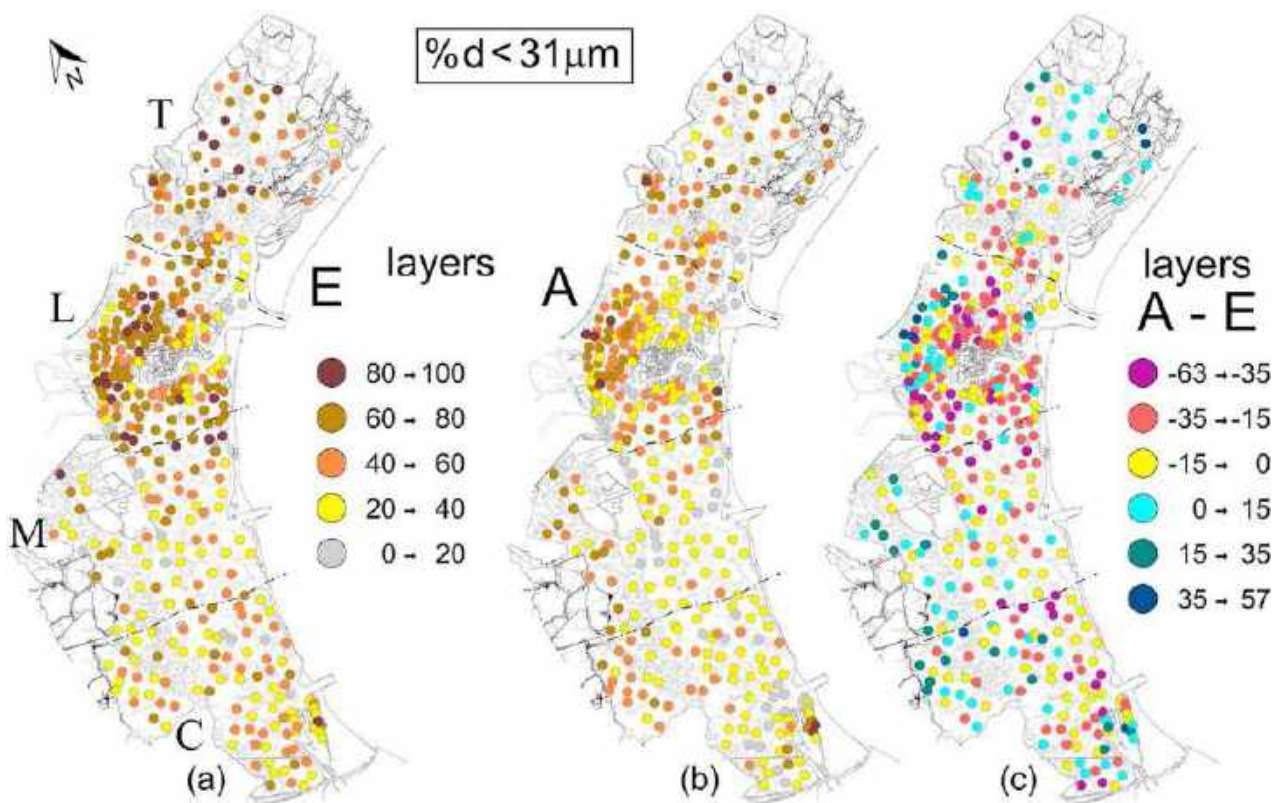 %d<31μm
N
T
L
M
C
E
layers
80→100
60→ 80
40→ 60
20→ 40
0→ 20
A
layers
A - E
-63→-35
-35→-15
-15→ 0
0→15
15→35
35→57
(a)
(b)
(c)